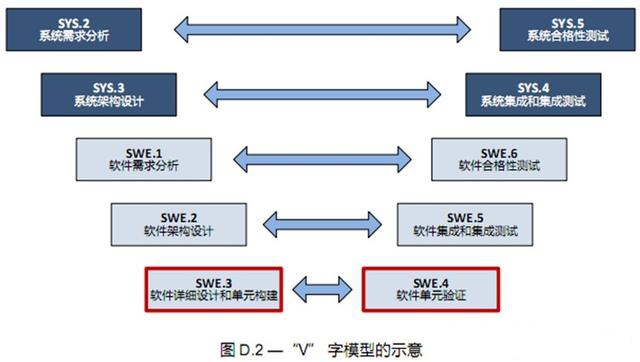 SYS.2
系统需求分析
SYS.5
系统合格性测试
SYS.3
系统架构设计
SYS.4
系统集成和集成测试
SWE.1
软件需求分析
SWE.6
软件合格性测试
SWE.2
软件架构设计
SWE.5
软件集成和集成测试
SWE.3
软件详细设计和单元构建
SWE.4
软件单元验证
图 D.2 — “V” 字模型的示意